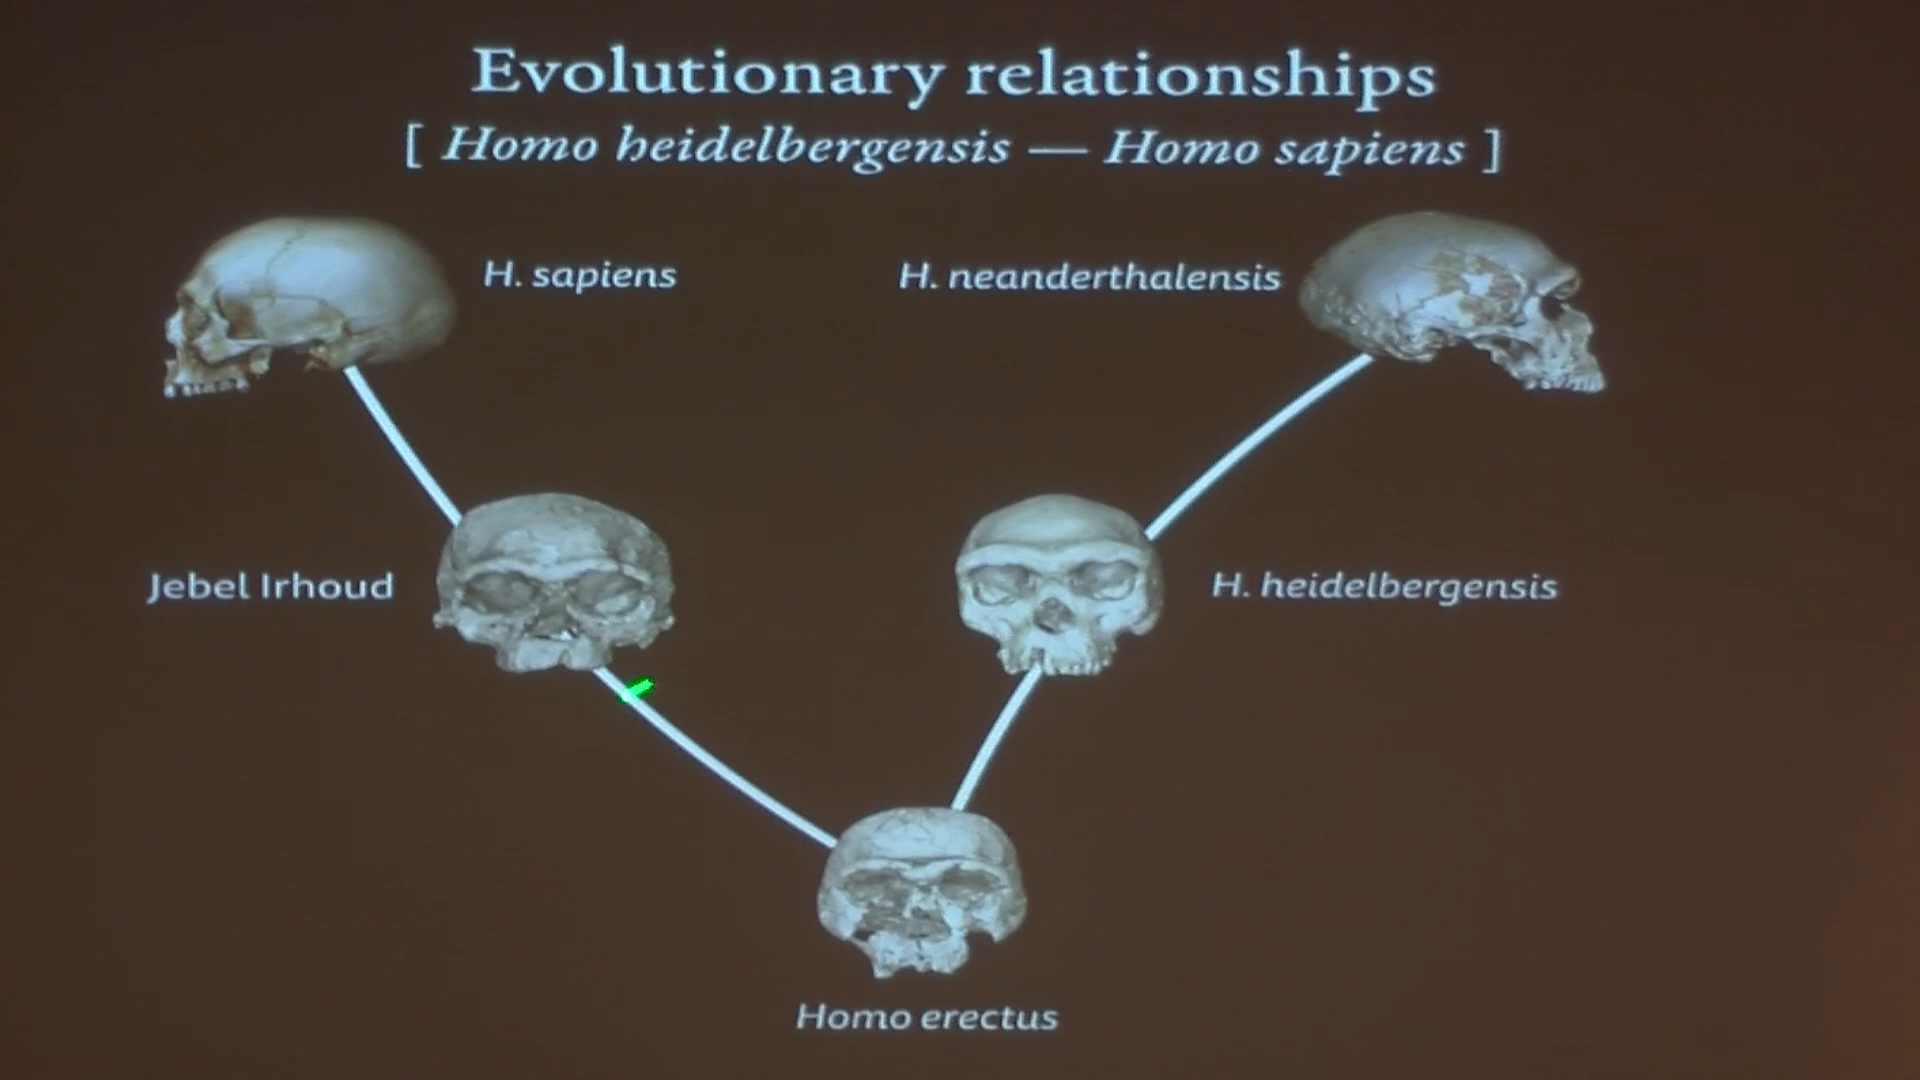 Evolutionary relationships
[ Homo heidelbergensis — Homo sapiens ]
H. sapiens
H. neanderthalensis
Jebel Irhoud
H. heidelbergensis
Homo erectus